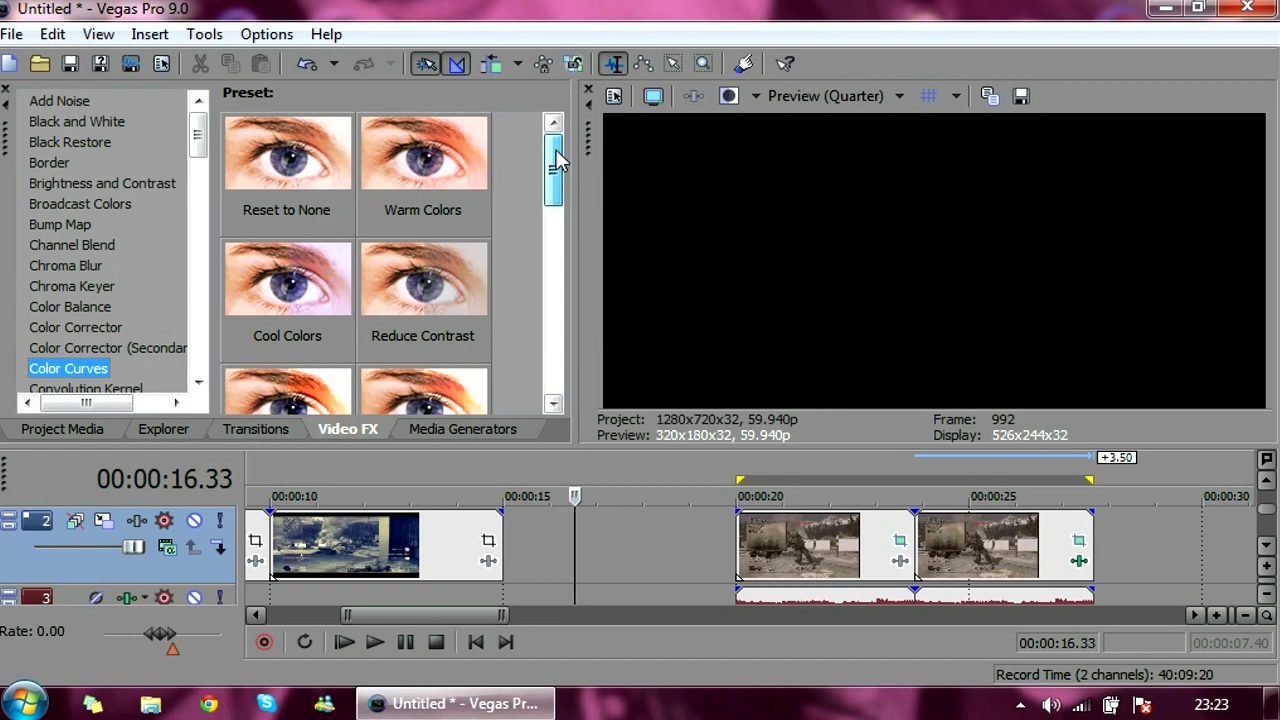 Untitled * - Vegas Pro 9.0
File Edit View Insert Tools Options Help
Preset:
Add Noise
Black and White
Black Restore
Border
Brightness and Contrast
Broadcast Colors
Bump Map
Channel Blend
Chroma Blur
Chroma Keyer
Color Balance
Color Corrector
Color Corrector (Secondar
Color Curves
Convolution Kernel
Reset to None
Warm Colors
Cool Colors
Reduce Contrast
Preview (Quarter)
Project: 1280x720x32, 59.940p
Frame: 992
Preview: 320x180x32, 59.940p
Display: 526x244x32
Project Media
Explorer
Transitions
Video FX
Media Generators
+3.50
00:00:16.33
00:00:10
00:00:15
00:00:20
00:00:25
00:00:30
2
3
Rate: 0.00
00:00:16.33
00:00:07.40
Record Time (2 channels): 40:09:20
Untitled * - Vegas Pr...
23:23